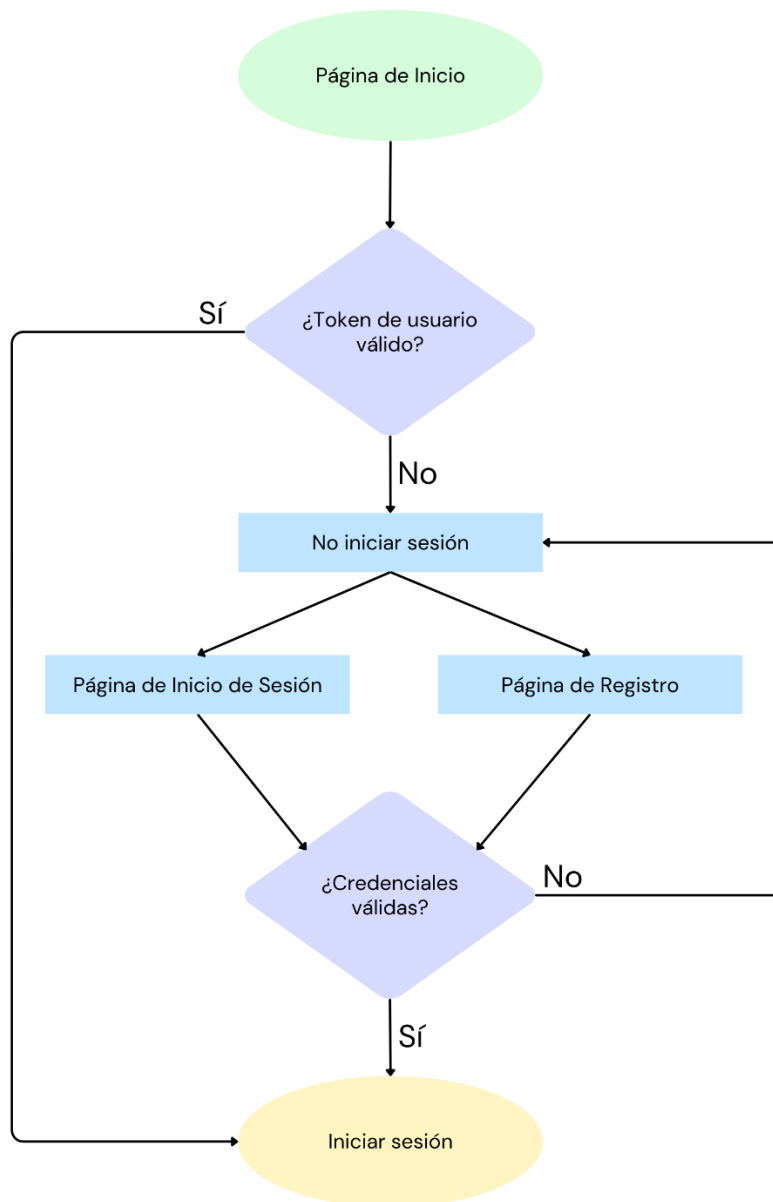 Página de Inicio
Sí
¿Token de usuario
válido?
No
No iniciar sesión
Página de Inicio de Sesión
Página de Registro
¿Credenciales
válidas?
No
Sí
Iniciar sesión